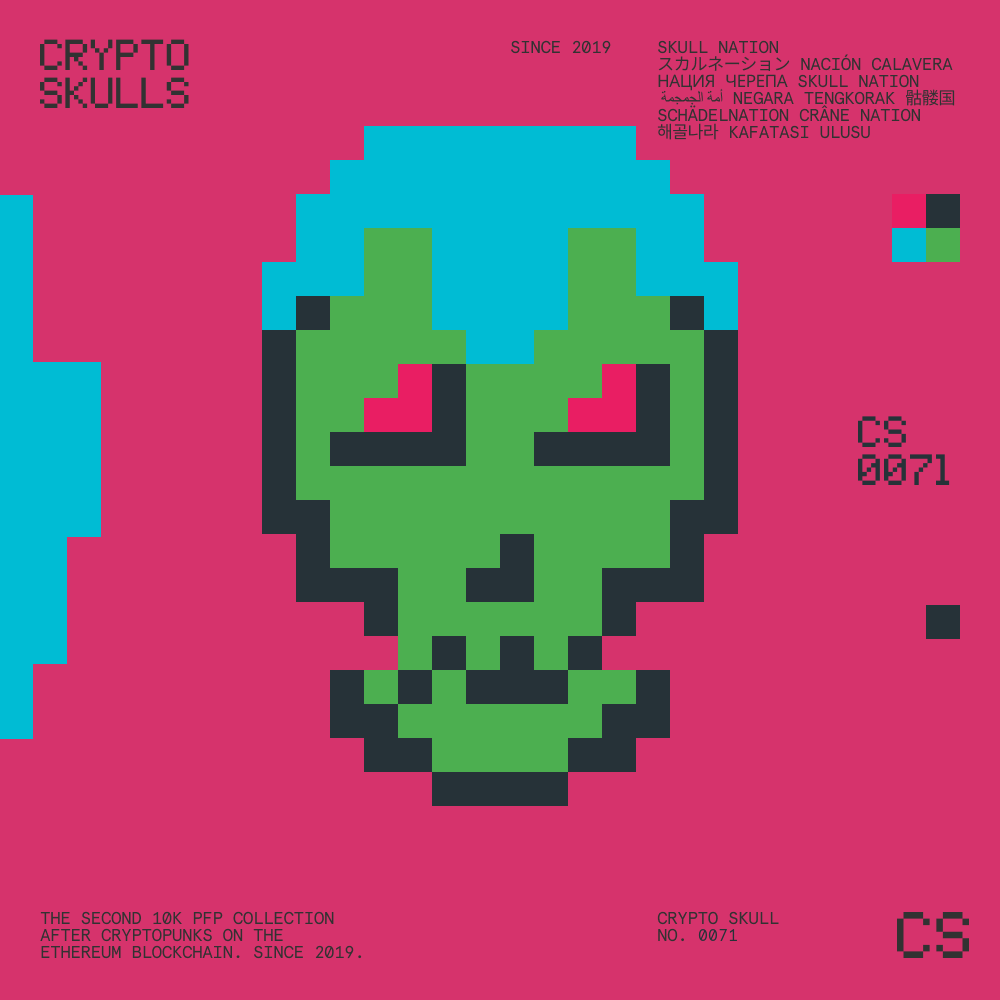 CRYPTO
SKULLS
SINCE 2019
SKULL NATION
スカルネーション NACIÓN CALAVERA
НАЦИЯ ЧЕРЕПА SKULL NATION
أمة الجمجمة NEGARA TENGKORAK 骷髅国
SCHÄDELNATION CRÂNE NATION
해골나라 KAFATASI ULUSU
CS
0071
THE SECOND 10K PFP COLLECTION
AFTER CRYPTOPUNKS ON THE
ETHEREUM BLOCKCHAIN. SINCE 2019.
CRYPTO SKULL
NO. 0071
CS